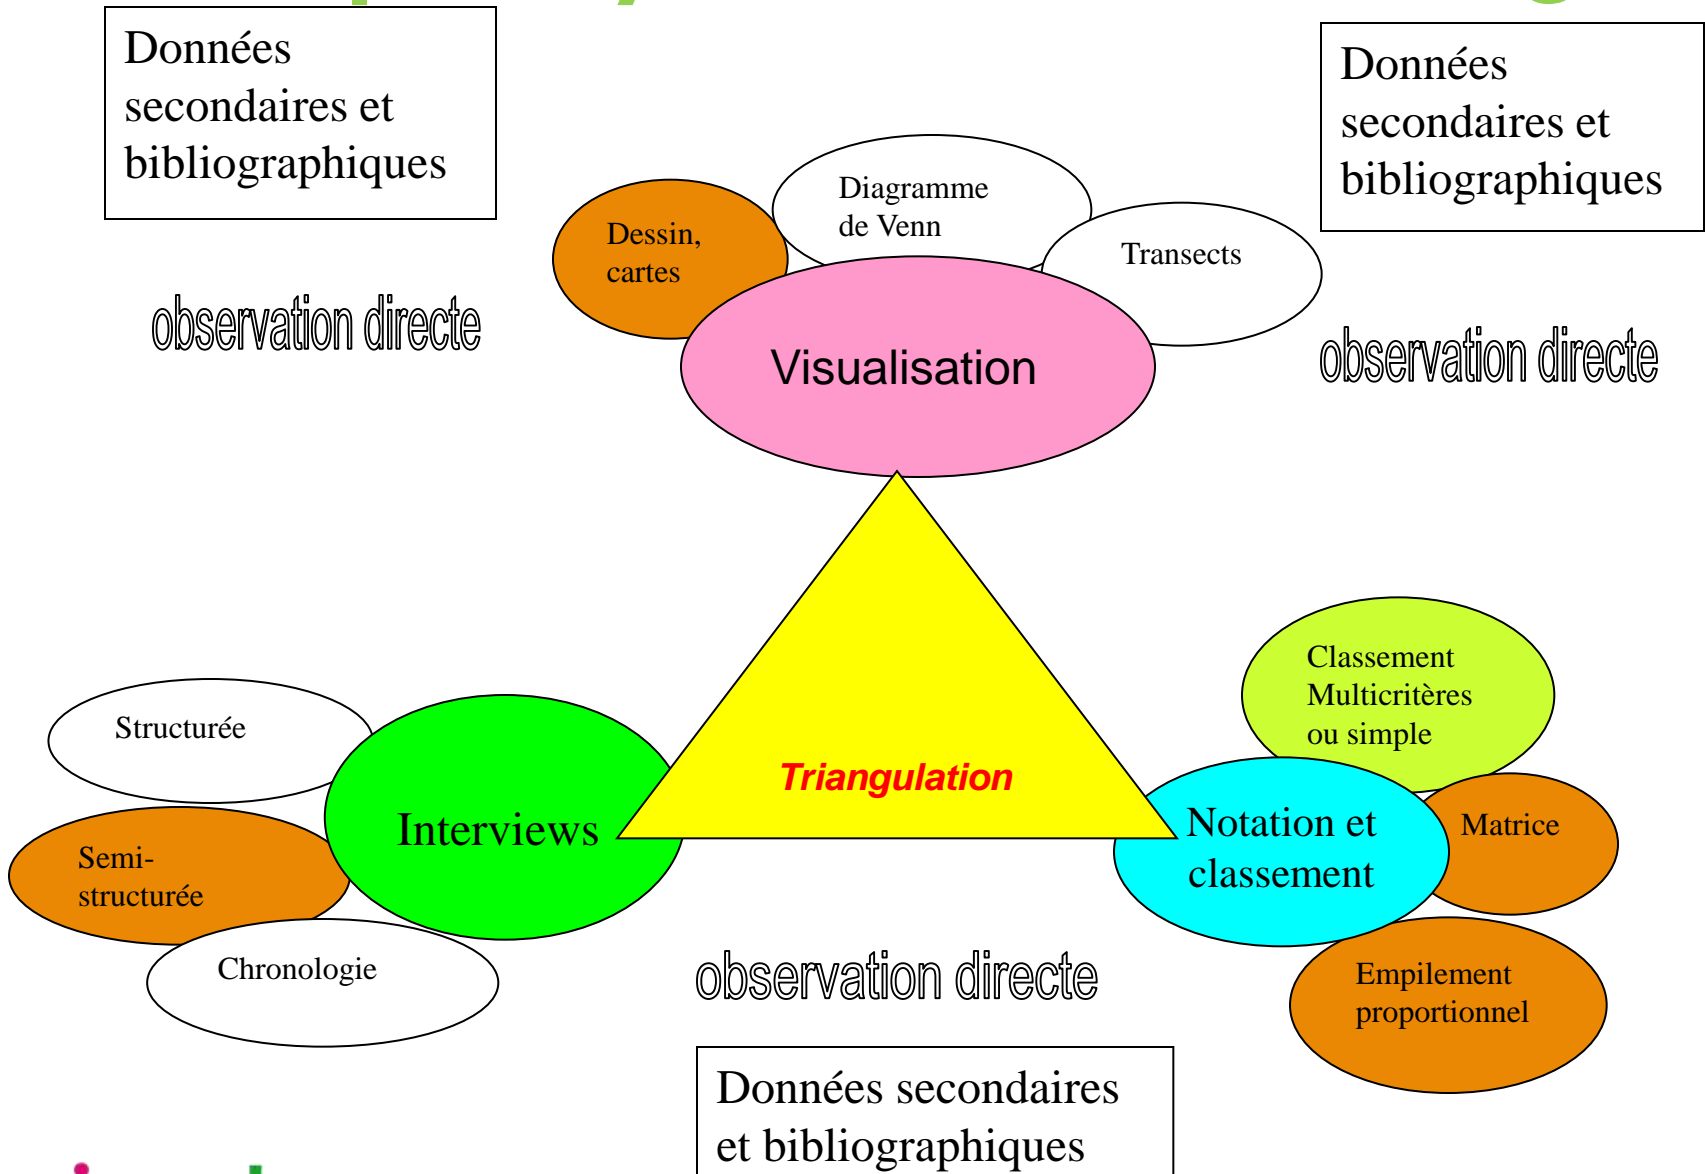 Données
secondaires et
bibliographiques
Données
secondaires et
bibliographiques
Diagramme
de Venn
Dessin,
cartes
Transects
observation directe
Visualisation
observation directe
Classement
Multicritères
ou simple
Structurée
Triangulation
Interviews
Notation et
classement
Matrice
Semi-
structurée
Chronologie
observation directe
Empilement
proportionnel
Données secondaires
et bibliographiques